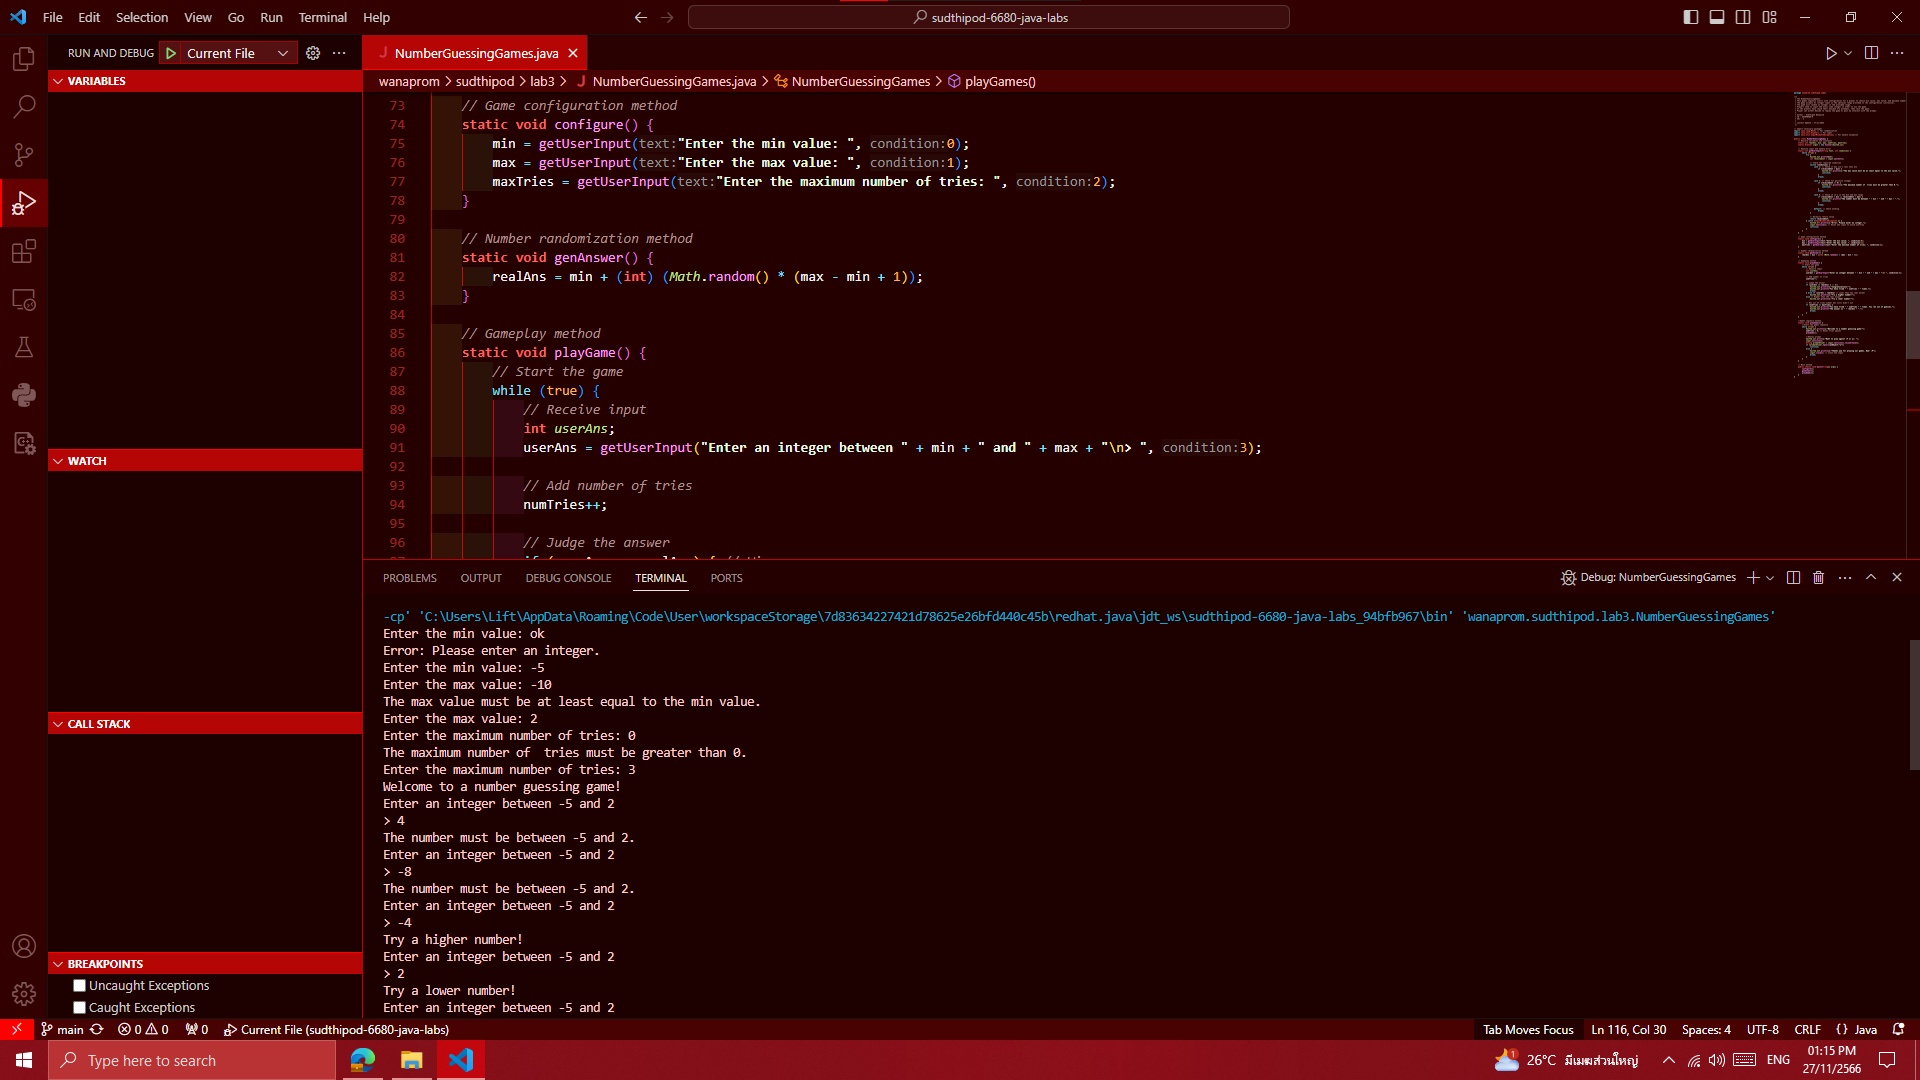 File Edit Selection View Go Run Terminal Help
sudthipod-6680-java-labs
RUN AND DEBUG Current File
NumberGuessingGames.java
VARIABLES
wanaprom > sudthipod > lab3 > J NumberGuessingGames.java > NumberGuessingGames > playGames()
73 // Game configuration method
74 static void configure() {
75 min = getUserInput(text:"Enter the min value: ", condition:0);
76 max = getUserInput(text:"Enter the max value: ", condition:1);
77 maxTries = getUserInput(text:"Enter the maximum number of tries: ", condition:2);
78 }
79
80 // Number randomization method
81 static void genAnswer() {
82 realAns = min + (int) (Math.random() * (max - min + 1));
83 }
84
85 // Gameplay method
86 static void playGame() {
87 // Start the game
88 while (true) {
89 // Receive input
90 int userAns;
91 userAns = getUserInput("Enter an integer between " + min + " and " + max + "\n> ", condition:3);
92
93 // Add number of tries
94 numTries++;
95
96 // Judge the answer
WATCH
CALL STACK
BREAKPOINTS
Uncaught Exceptions
Caught Exceptions
PROBLEMS OUTPUT DEBUG CONSOLE TERMINAL PORTS
Debug: NumberGuessingGames
-cp' 'C:\Users\Lift\AppData\Roaming\Code\User\workspaceStorage\7d83634227421d78625e26bfd440c45b\redhat.java\jdt_ws\sudthipod-6680-java-labs_94bfb967\bin' 'wanaprom.sudthipod.lab3.NumberGuessingGames'
Enter the min value: ok
Error: Please enter an integer.
Enter the min value: -5
Enter the max value: -10
The max value must be at least equal to the min value.
Enter the max value: 2
Enter the maximum number of tries: 0
The maximum number of  tries must be greater than 0.
Enter the maximum number of tries: 3
Welcome to a number guessing game!
Enter an integer between -5 and 2
> 4
The number must be between -5 and 2.
Enter an integer between -5 and 2
> -8
The number must be between -5 and 2.
Enter an integer between -5 and 2
> -4
Try a higher number!
Enter an integer between -5 and 2
> 2
Try a lower number!
Enter an integer between -5 and 2
main 0 0 0 Current File (sudthipod-6680-java-labs)
Tab Moves Focus Ln 116, Col 30 Spaces: 4 UTF-8 CRLF {} Java
Type here to search
26°C มีเมฆส่วนใหญ่ ENG 01:15 PM
27/11/2566